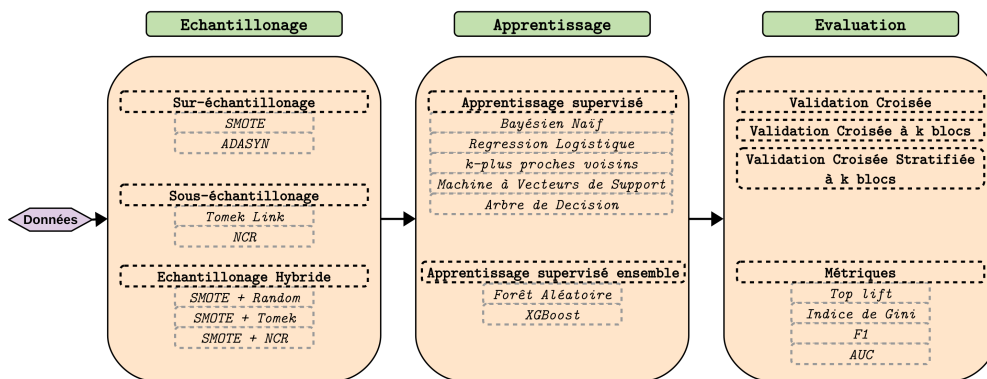 Echantillonage
Apprentissage
Evaluation
Données
Sur-échantillonage
SMOTE
ADASYN
Sous-échantillonage
Tomek Link
NCR
Echantillonage Hybride
SMOTE + Random
SMOTE + Tomek
SMOTE + NCR
Apprentissage supervisé
Bayésien Naïf
Regression Logistique
k-plus proches voisins
Machine à Vecteurs de Support
Arbre de Decision
Apprentissage supervisé ensemble
Forêt Aléatoire
XGBoost
Validation Croisée
Validation Croisée à k blocs
Validation Croisée Stratifiée
à k blocs
Métriques
Top lift
Indice de Gini
F1
AUC